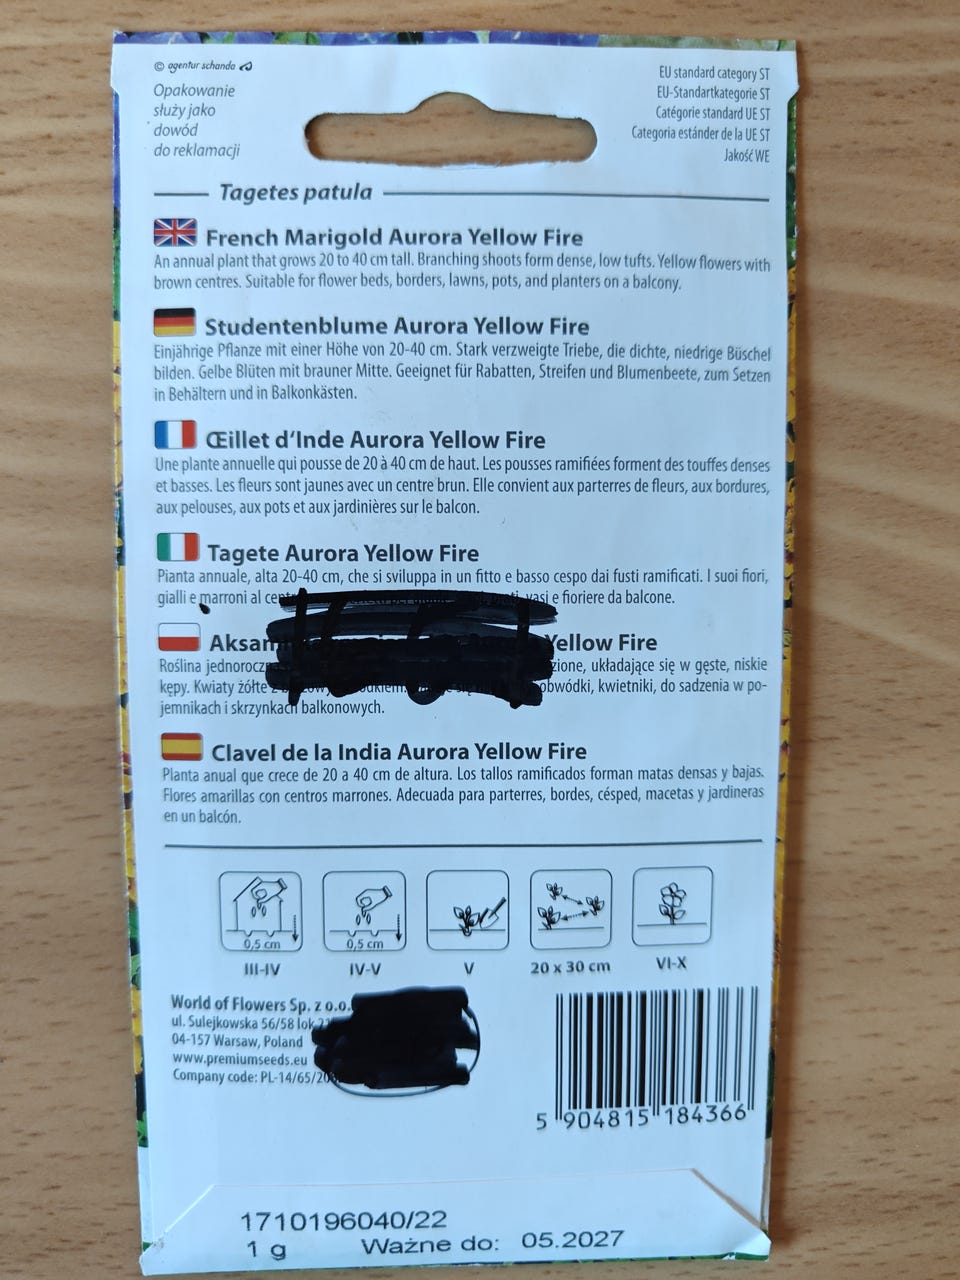 © agentur schanda
Opakowanie
służy jako
dowód
do reklamacji
EU standard category ST
EU-Standartkategorie ST
Catégorie standard UE ST
Categoria estánder de la UE ST
Jakość WE
Tagetes patula
French Marigold Aurora Yellow Fire
An annual plant that grows 20 to 40 cm tall. Branching shoots form dense, low tufts. Yellow flowers with
brown centres. Suitable for flower beds, borders, lawns, pots, and planters on a balcony.
Studentenblume Aurora Yellow Fire
Einjährige Pflanze mit einer Höhe von 20-40 cm. Stark verzweigte Triebe, die dichte, niedrige Büschel
bilden. Gelbe Blüten mit brauner Mitte. Geeignet für Rabatten, Streifen und Blumenbeete, zum Setzen
in Behältern und in Balkonkästen.
Œillet d‘Inde Aurora Yellow Fire
Une plante annuelle qui pousse de 20 à 40 cm de haut. Les pousses ramifiées forment des touffes denses
et basses. Les fleurs sont jaunes avec un centre brun. Elle convient aux parterres de fleurs, aux bordures,
aux pelouses, aux pots et aux jardinières sur le balcon.
Tagete Aurora Yellow Fire
Pianta annuale, alta 20-40 cm, che si sviluppa in un fitto e basso cespo dai fusti ramificati. I suoi fiori,
gialli e marroni al vasi e fioriere da balcone.
Yellow Fire
Roślina układające się w gęste, niskie
kępy. Kwiaty żółte obwódki, kwietniki, do sadzenia w po-
jemnikach i skrzynkach balkonowych.
Clavel de la India Aurora Yellow Fire
Planta anual que crece de 20 a 40 cm de altura. Los tallos ramificados forman matas densas y bajas.
Flores amarillas con centros marrones. Adecuada para parterres, bordes, césped, macetas y jardineras
en un balcón.
0,5 cm
0,5 cm
III-IV
IV-V
V
20 x 30 cm
VI-X
World of Flowers Sp. z o.o.
ul. Sulejkowska 56/58 lok
04-157 Warsaw, Poland
www.premiumseeds.eu
Company code: PL-14/65/
5 904815 184366
1710196040/22
1 g Ważne do: 05.2027